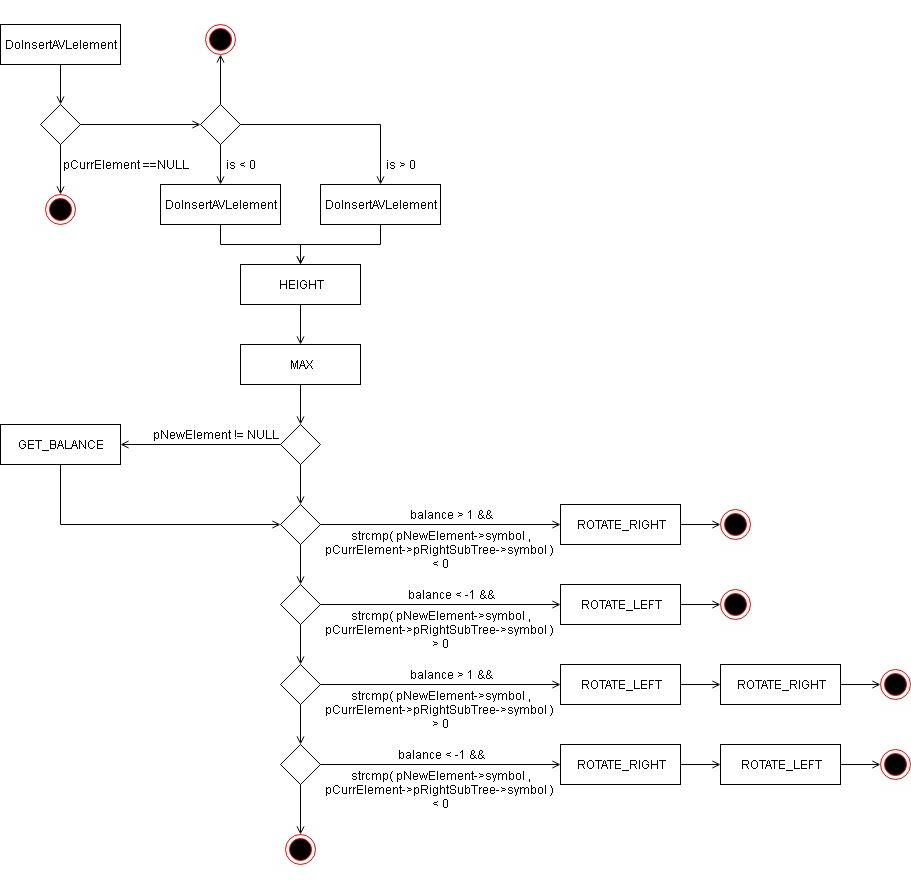 DoInsertAVLelement
pCurrElement ==NULL
is < 0
is > 0
DoInsertAVLelement
DoInsertAVLelement
HEIGHT
MAX
pNewElement != NULL
GET_BALANCE
balance > 1 &&
strcmp( pNewElement->symbol ,
pCurrElement->pRightSubTree->symbol )
< 0
ROTATE_RIGHT
balance < -1 &&
strcmp( pNewElement->symbol ,
pCurrElement->pRightSubTree->symbol )
> 0
ROTATE_LEFT
balance > 1 &&
strcmp( pNewElement->symbol ,
pCurrElement->pRightSubTree->symbol )
> 0
ROTATE_LEFT
ROTATE_RIGHT
balance < -1 &&
strcmp( pNewElement->symbol ,
pCurrElement->pRightSubTree->symbol )
< 0
ROTATE_RIGHT
ROTATE_LEFT